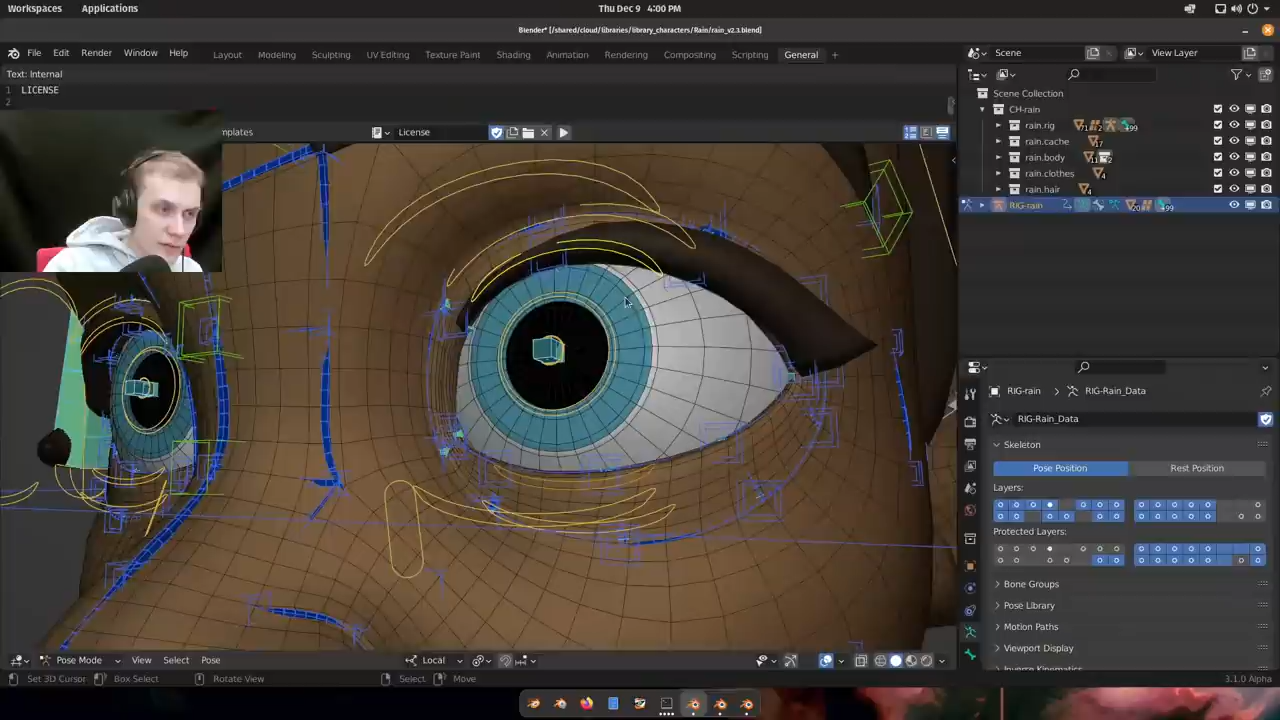 Workspaces Applications Thu Dec 9 4:00 PM
Blender* [/shared/cloud/libraries/library_characters/Rain/rain_v2.3.blend]
File Edit Render Window Help Layout Modeling Sculpting UV Editing Texture Paint Shading Animation Rendering Compositing Scripting General + Scene View Layer
Text: Internal
1 LICENSE
2
mplates License
Scene Collection
CH-rain
rain.rig
rain.cache
rain.body
rain.clothes
rain.hair
RIG-rain
RIG-rain RIG-Rain_Data
RIG-Rain_Data
Skeleton
Pose Position Rest Position
Layers:
Protected Layers:
Bone Groups
Pose Library
Motion Paths
Viewport Display
Inverse Kinematics
Pose Mode View Select Pose Local
Set 3D Cursor Box Select Rotate View Select Move 3.1.0 Alpha